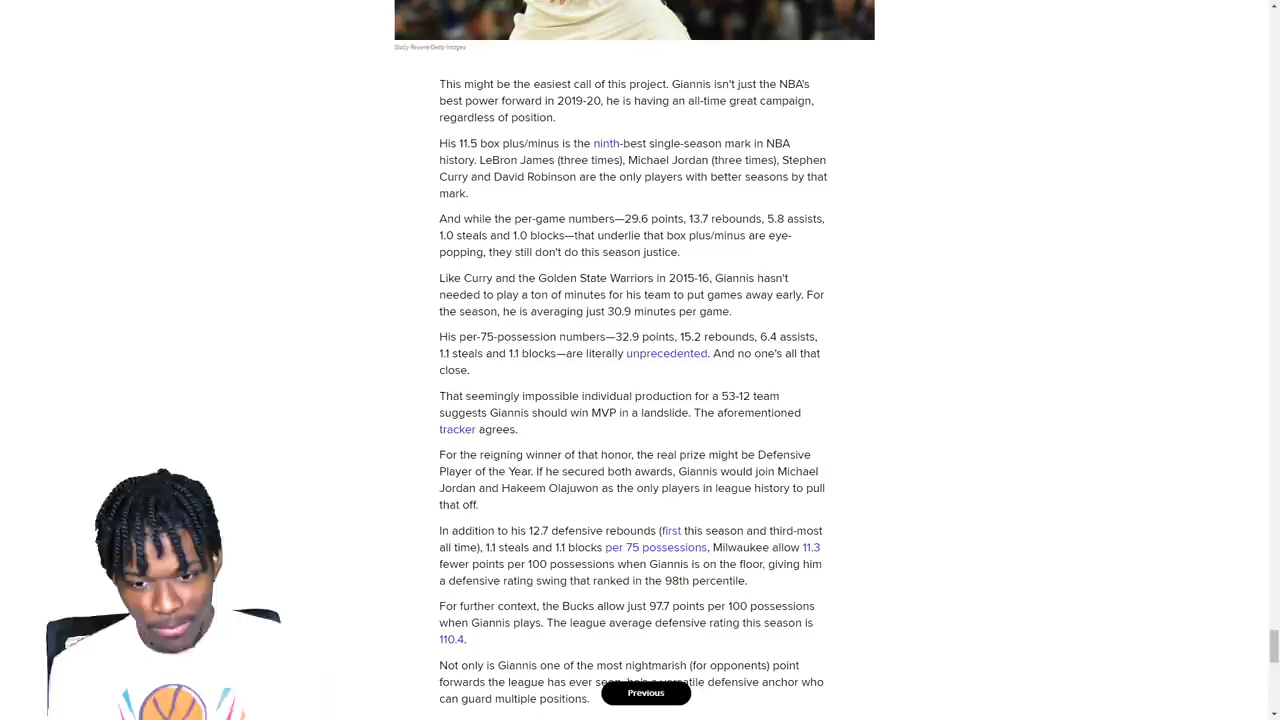 Stacy Revere/Getty Images
This might be the easiest call of this project. Giannis isn't just the NBA's
best power forward in 2019-20, he is having an all-time great campaign,
regardless of position.
His 11.5 box plus/minus is the ninth-best single-season mark in NBA
history. LeBron James (three times), Michael Jordan (three times), Stephen
Curry and David Robinson are the only players with better seasons by that
mark.
And while the per-game numbers—29.6 points, 13.7 rebounds, 5.8 assists,
1.0 steals and 1.0 blocks—that underlie that box plus/minus are eye-
popping, they still don't do this season justice.
Like Curry and the Golden State Warriors in 2015-16, Giannis hasn't
needed to play a ton of minutes for his team to put games away early. For
the season, he is averaging just 30.9 minutes per game.
His per-75-possession numbers—32.9 points, 15.2 rebounds, 6.4 assists,
1.1 steals and 1.1 blocks—are literally unprecedented. And no one's all that
close.
That seemingly impossible individual production for a 53-12 team
suggests Giannis should win MVP in a landslide. The aforementioned
tracker agrees.
For the reigning winner of that honor, the real prize might be Defensive
Player of the Year. If he secured both awards, Giannis would join Michael
Jordan and Hakeem Olajuwon as the only players in league history to pull
that off.
In addition to his 12.7 defensive rebounds (first this season and third-most
all time), 1.1 steals and 1.1 blocks per 75 possessions, Milwaukee allow 11.3
fewer points per 100 possessions when Giannis is on the floor, giving him
a defensive rating swing that ranked in the 98th percentile.
For further context, the Bucks allow just 97.7 points per 100 possessions
when Giannis plays. The league average defensive rating this season is
110.4.
Not only is Giannis one of the most nightmarish (for opponents) point
forwards the league has ever defensive anchor who
can guard multiple positions.
Previous